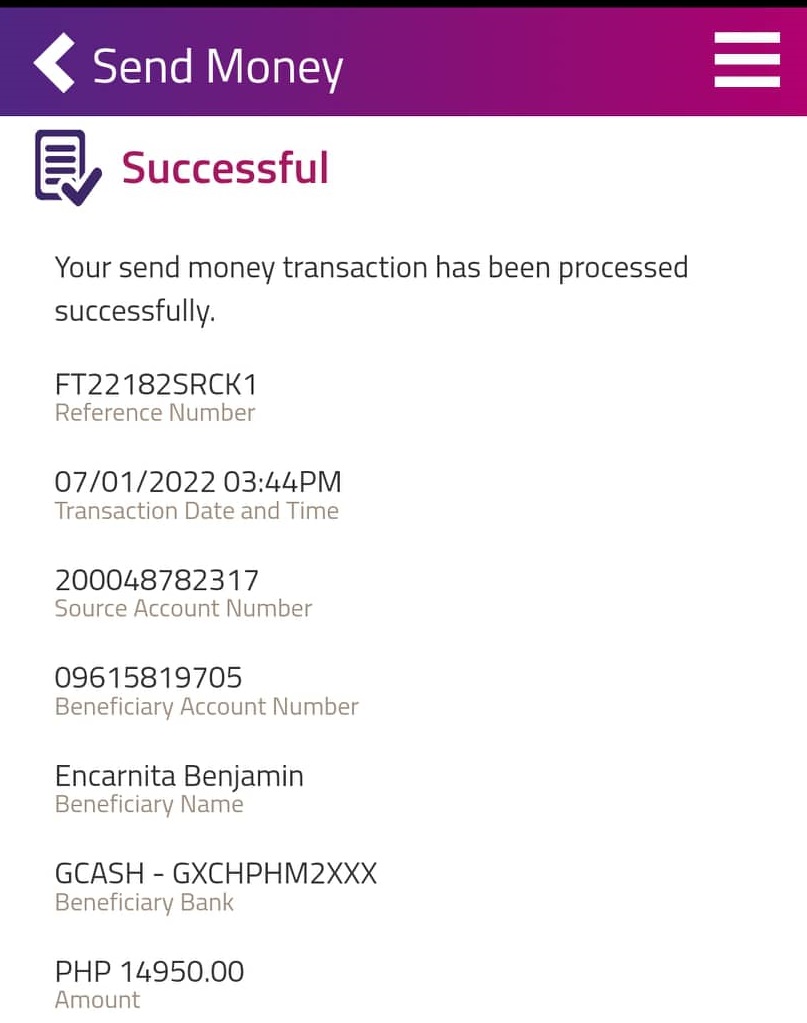 Send Money
Successful
Your send money transaction has been processed
successfully.
FT22182SRCK1
Reference Number
07/01/2022 03:44PM
Transaction Date and Time
200048782317
Source Account Number
09615819705
Beneficiary Account Number
Encarnita Benjamin
Beneficiary Name
GCASH - GXCHPHM2XXX
Beneficiary Bank
PHP 14950.00
Amount